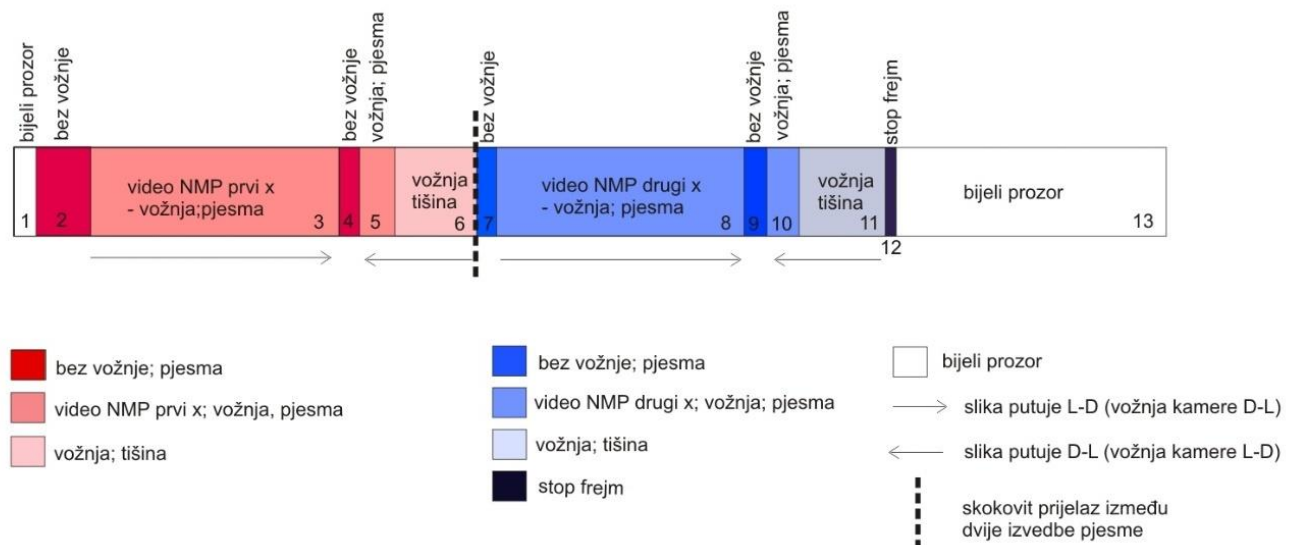 bijeli prozor
bez vožnje
bez vožnje
vožnja; pjesma
bez vožnje
bez vožnje
vožnja; pjesma
stop frejm
1
2
video NMP prvi x
- vožnja;pjesma
3
4
5
vožnja
tišina
6
7
video NMP drugi x
- vožnja; pjesma
8
9
10
vožnja
tišina
11
12
bijeli prozor
13
bez vožnje; pjesma
video NMP prvi x; vožnja, pjesma
vožnja; tišina
bez vožnje; pjesma
video NMP drugi x; vožnja; pjesma
vožnja; tišina
stop frejm
bijeli prozor
slika putuje L-D (vožnja kamere D-L)
slika putuje D-L (vožnja kamere L-D)
skokovit prijelaz između
dvije izvedbe pjesme